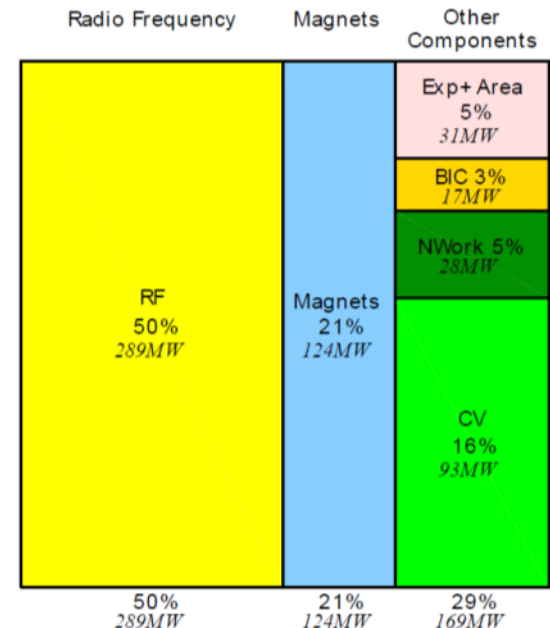 Radio Frequency
Magnets
Other
Components
Exp+ Area
5%
31MW
BIC 3%
17MW
NWork 5%
28MW
RF
50%
289MW
Magnets
21%
124MW
CV
16%
93MW
50%
289MW
21%
124MW
29%
169MW